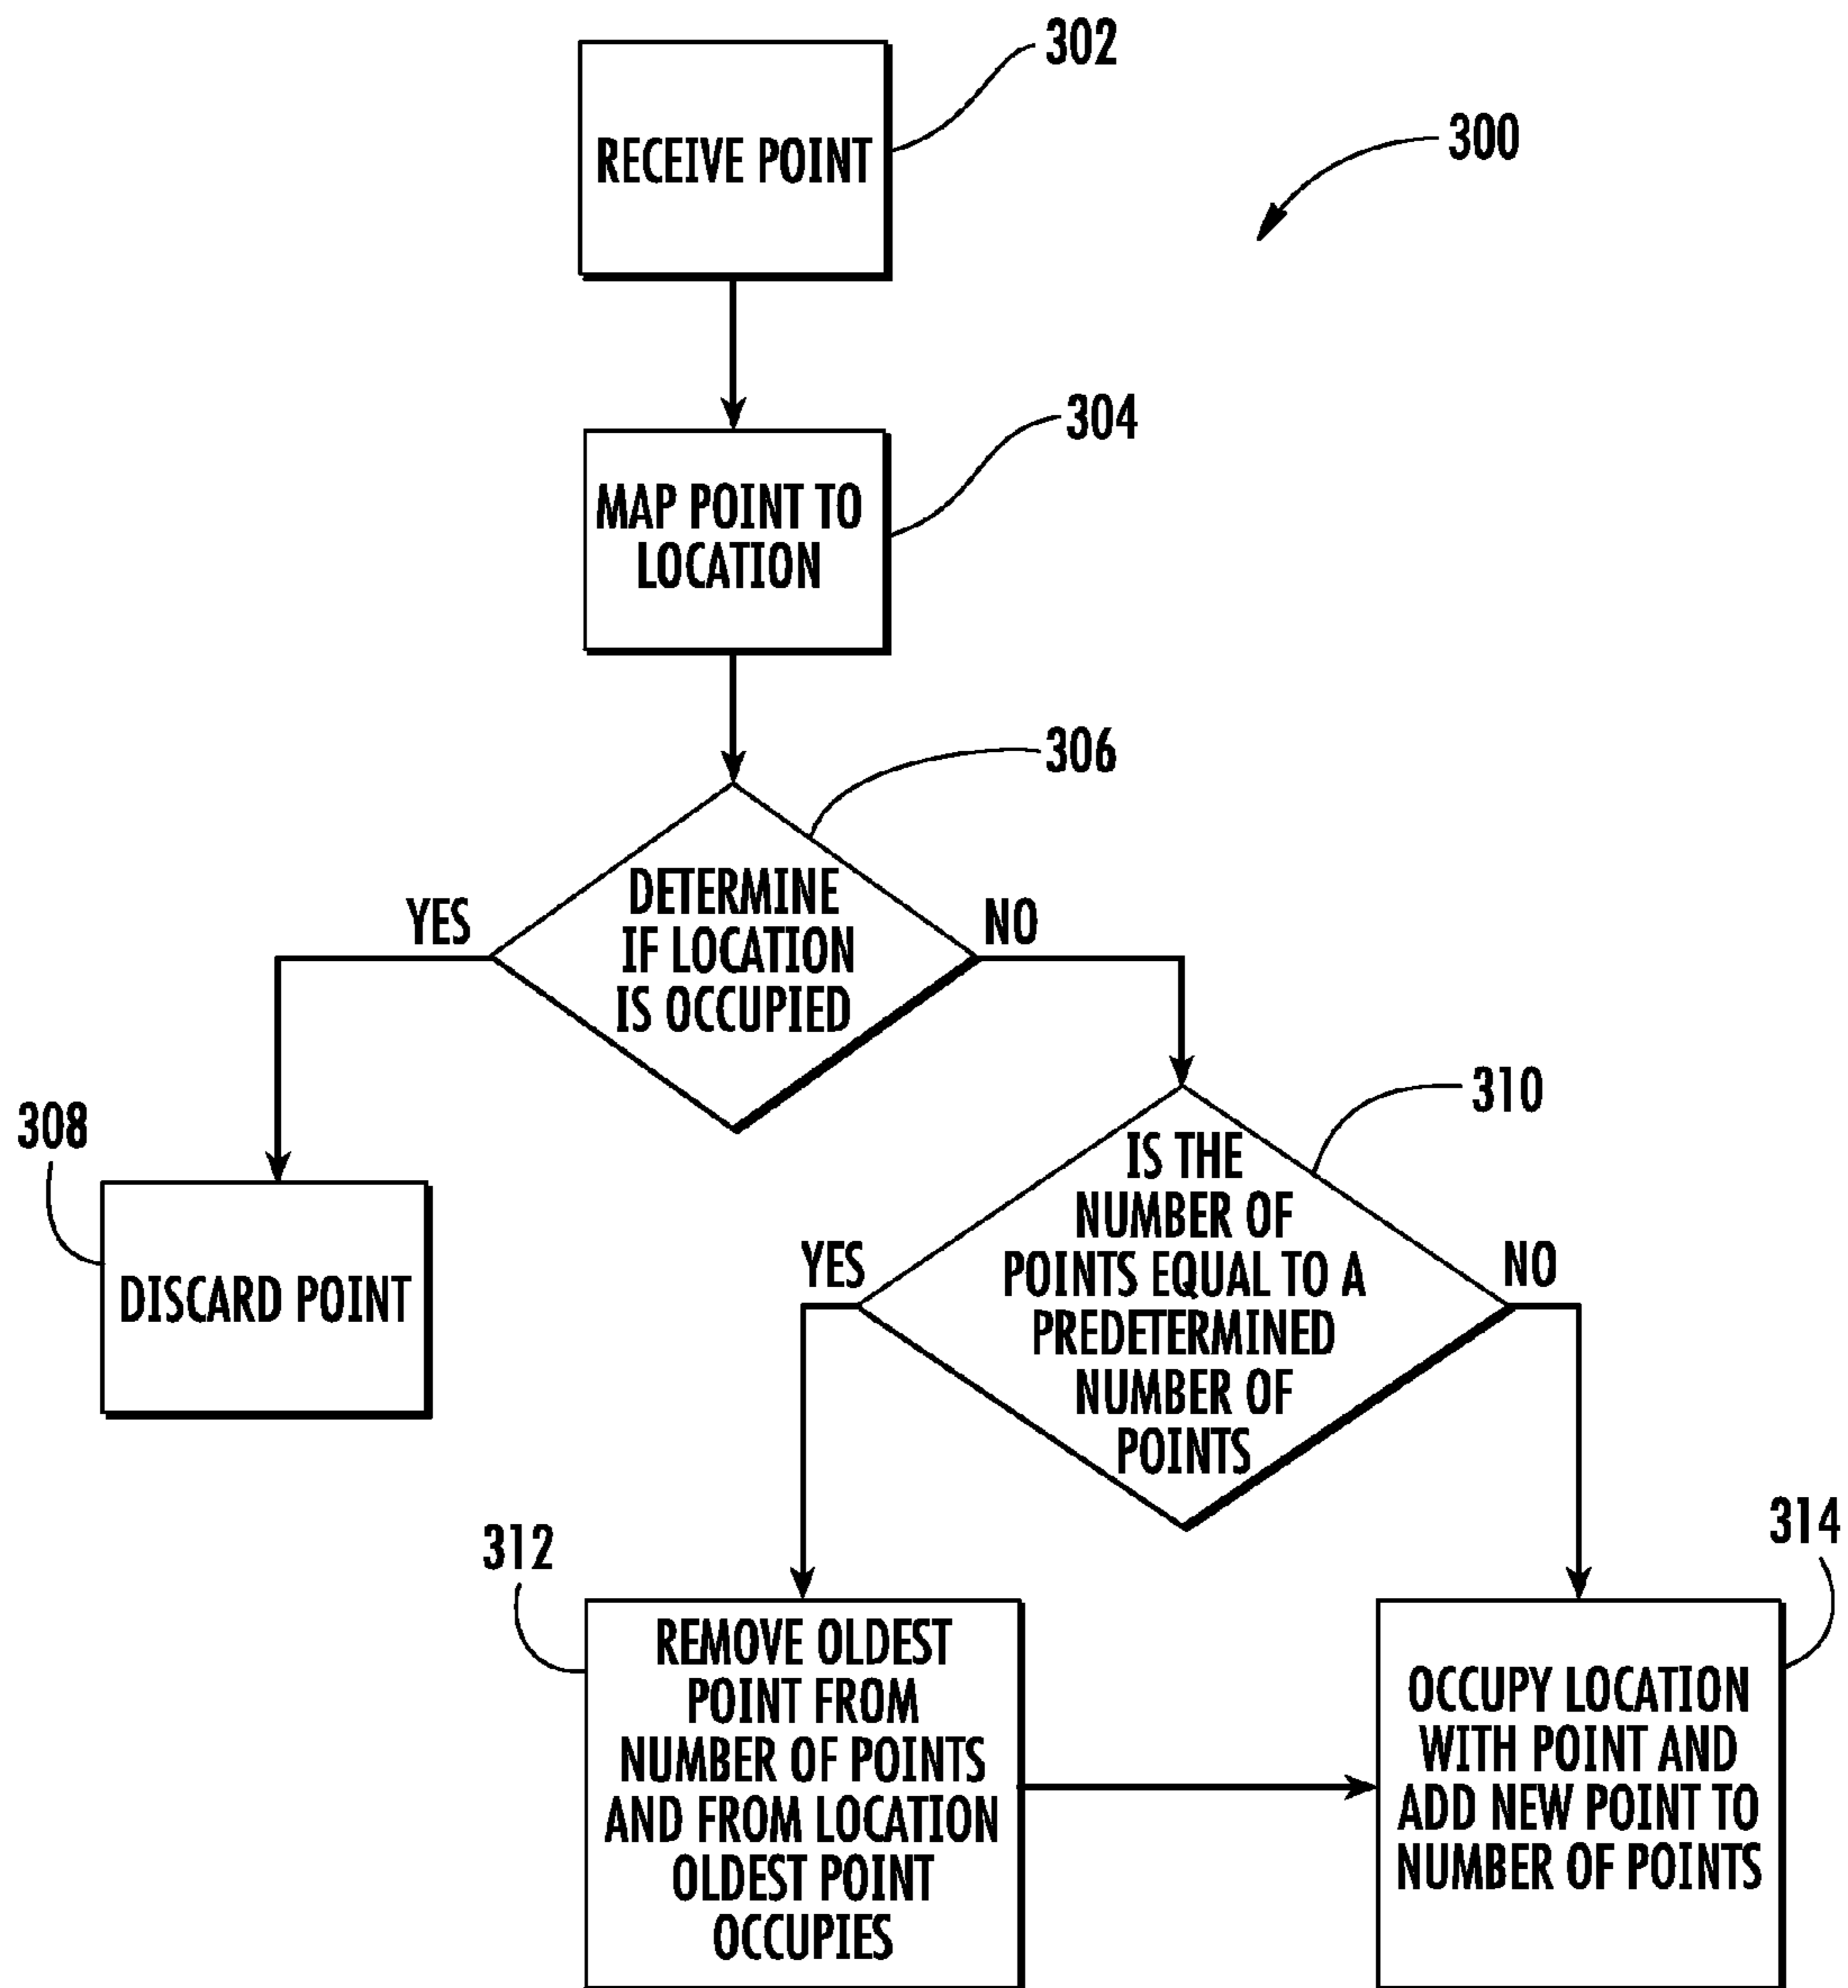 302
RECEIVE POINT
300
304
MAP POINT TO
LOCATION
306
DETERMINE
IF LOCATION
IS OCCUPIED
YES
NO
308
DISCARD POINT
310
IS THE
NUMBER OF
POINTS EQUAL TO A
PREDETERMINED
NUMBER OF
POINTS
YES
NO
312
REMOVE OLDEST
POINT FROM
NUMBER OF POINTS
AND FROM LOCATION
OLDEST POINT
OCCUPIES
314
OCCUPY LOCATION
WITH POINT AND
ADD NEW POINT TO
NUMBER OF POINTS